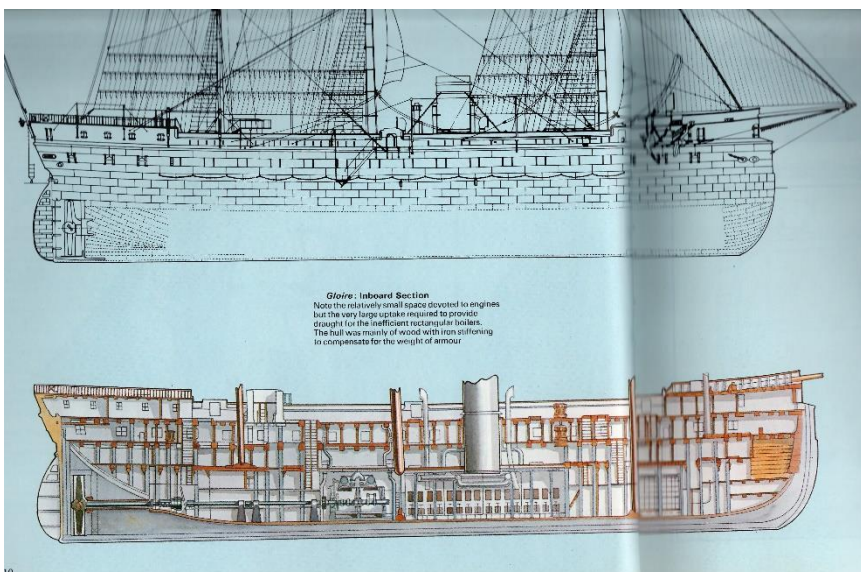 Gloire: Inboard Section
Note the relatively small space devoted to engines
but the very large uptake required to provide
draught for the inefficient rectangular boilers.
The hull was mainly of wood with iron stiffening
to compensate for the weight of armour